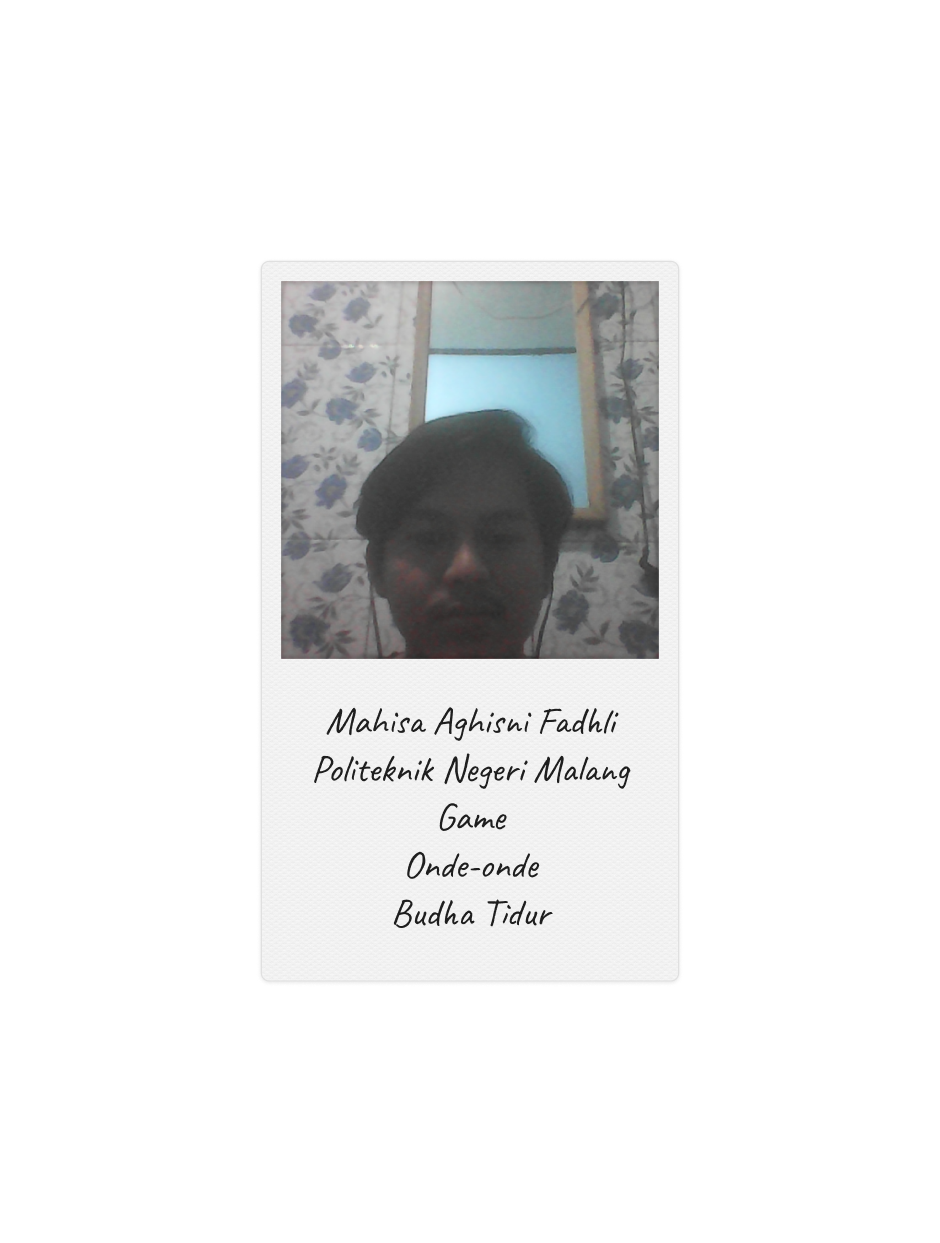 Mahisa Aghisni Fadhli
Politeknik Negeri Malang
Game
Onde-onde
Budha Tidur